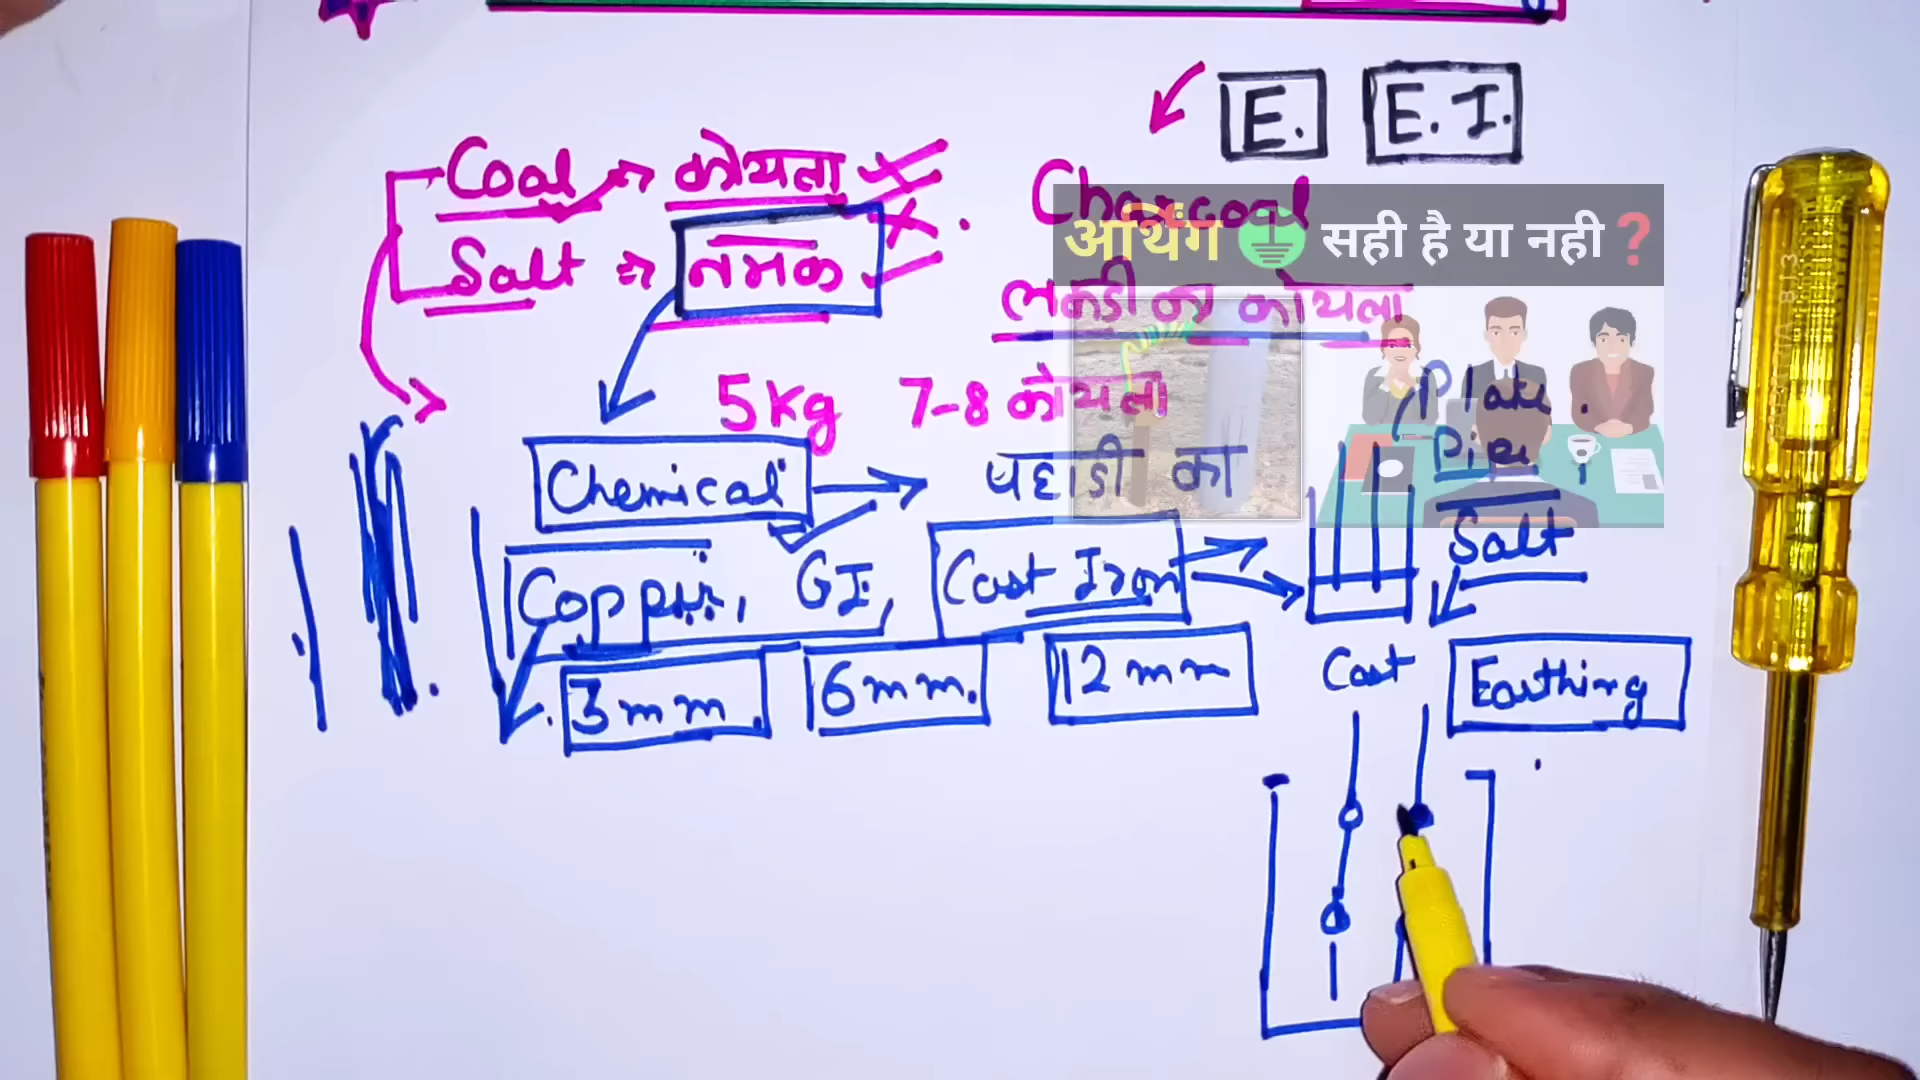 E. E.I.
Coal → कोयला
Salt → नमक
Charcoal
अर्थिंग सही है या नही?
लकडी का कोयला
5kg 7-8 कोयला
Plate.
Pipe,
Chemical → पहाडी का
Salt
Copper, GI, Cast Iron
3mm. 6mm. 12mm
Cast Earthing